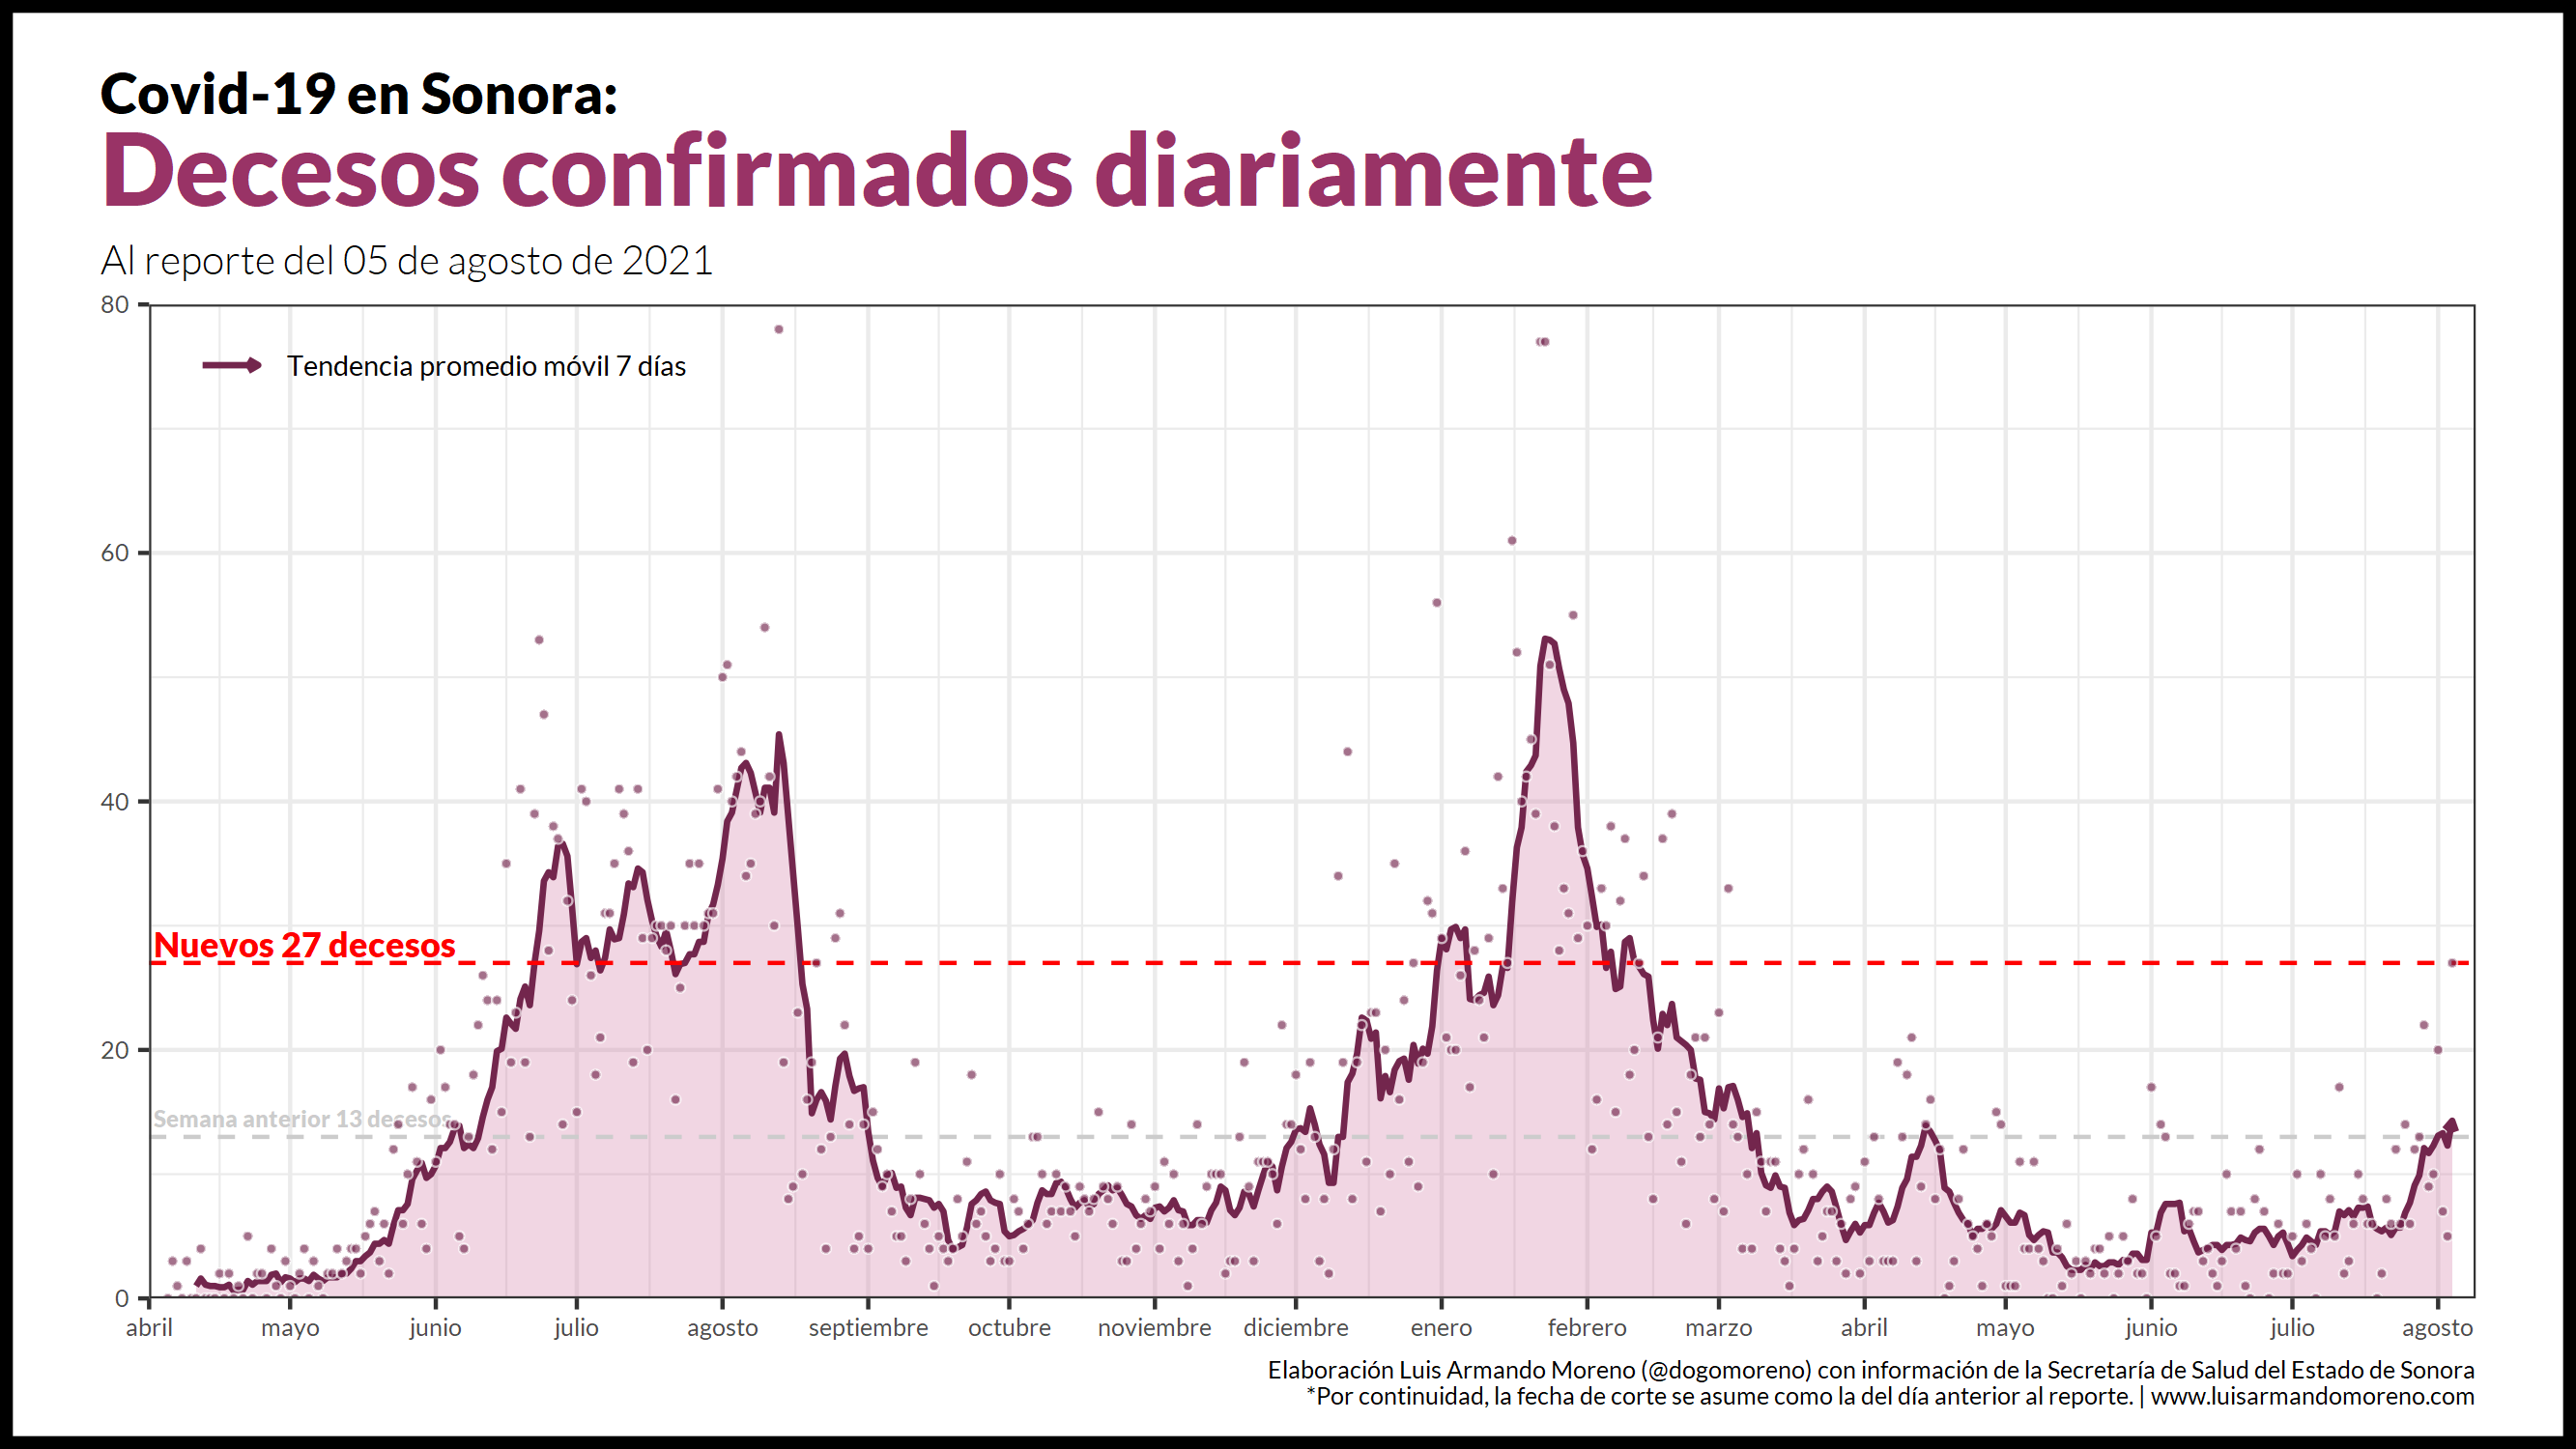 Covid-19 en Sonora:
Decesos confirmados diariamente
Al reporte del 05 de agosto de 2021
80
Tendencia promedio móvil 7 días
60
40
Nuevos 27 decesos
20
Semana anterior 13 decesos
0
abril mayo junio julio agosto septiembre octubre noviembre diciembre enero febrero marzo abril mayo junio julio agosto
Elaboración Luis Armando Moreno (@dogomoreno) con información de la Secretaría de Salud del Estado de Sonora
*Por continuidad, la fecha de corte se asume como la del día anterior al reporte. | www.luisarmandomoreno.com